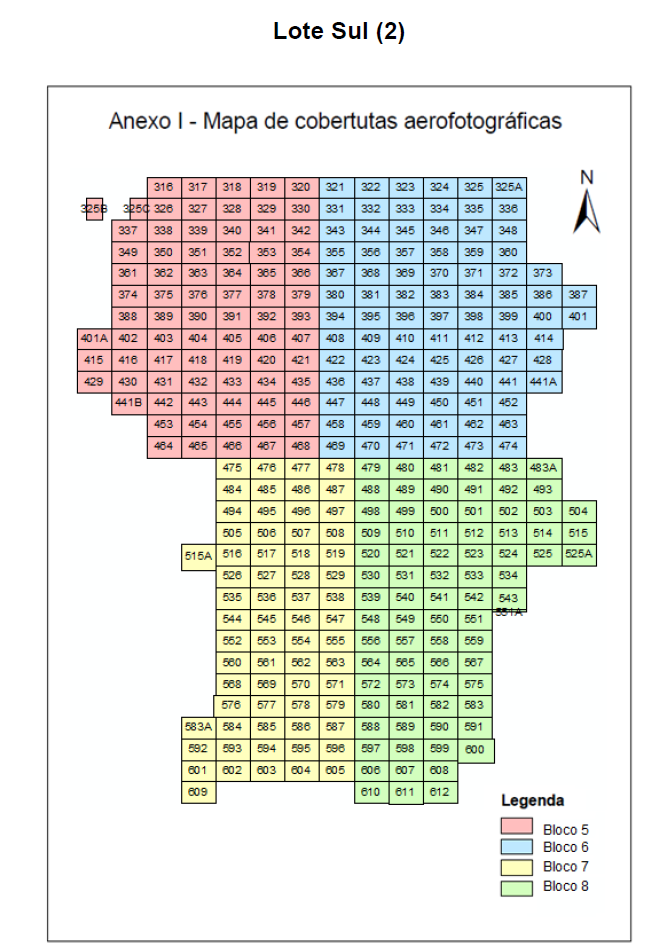 Lote Sul (2)
Anexo I - Mapa de cobertutas aerofotográficas
N
316 317 318 319 320 321 322 323 324 325 325A
325B 325C 326 327 328 329 330 331 332 333 334 335 336
337 338 339 340 341 342 343 344 345 346 347 348
349 350 351 352 353 354 355 356 357 358 359 360
361 362 363 364 365 366 367 368 369 370 371 372 373
374 375 376 377 378 379 380 381 382 383 384 385 386 387
388 389 390 391 392 393 394 395 396 397 398 399 400 401
401A 402 403 404 405 406 407 408 409 410 411 412 413 414
415 416 417 418 419 420 421 422 423 424 425 426 427 428
429 430 431 432 433 434 435 436 437 438 439 440 441 441A
441B 442 443 444 445 446 447 448 449 450 451 452
453 454 455 456 457 458 459 460 461 462 463
464 465 466 467 468 469 470 471 472 473 474
475 476 477 478 479 480 481 482 483 483A
484 485 486 487 488 489 490 491 492 493
494 495 496 497 498 499 500 501 502 503 504
505 506 507 508 509 510 511 512 513 514 515
515A 516 517 518 519 520 521 522 523 524 525 525A
526 527 528 529 530 531 532 533 534
535 536 537 538 539 540 541 542 543
551A
544 545 546 547 548 549 550 551
552 553 554 555 556 557 558 559
560 561 562 563 564 565 566 567
568 569 570 571 572 573 574 575
576 577 578 579 580 581 582 583
583A 584 585 586 587 588 589 590 591
592 593 594 595 596 597 598 599 600
601 602 603 604 605 606 607 608
609 610 611 612
Legenda
Bloco 5
Bloco 6
Bloco 7
Bloco 8